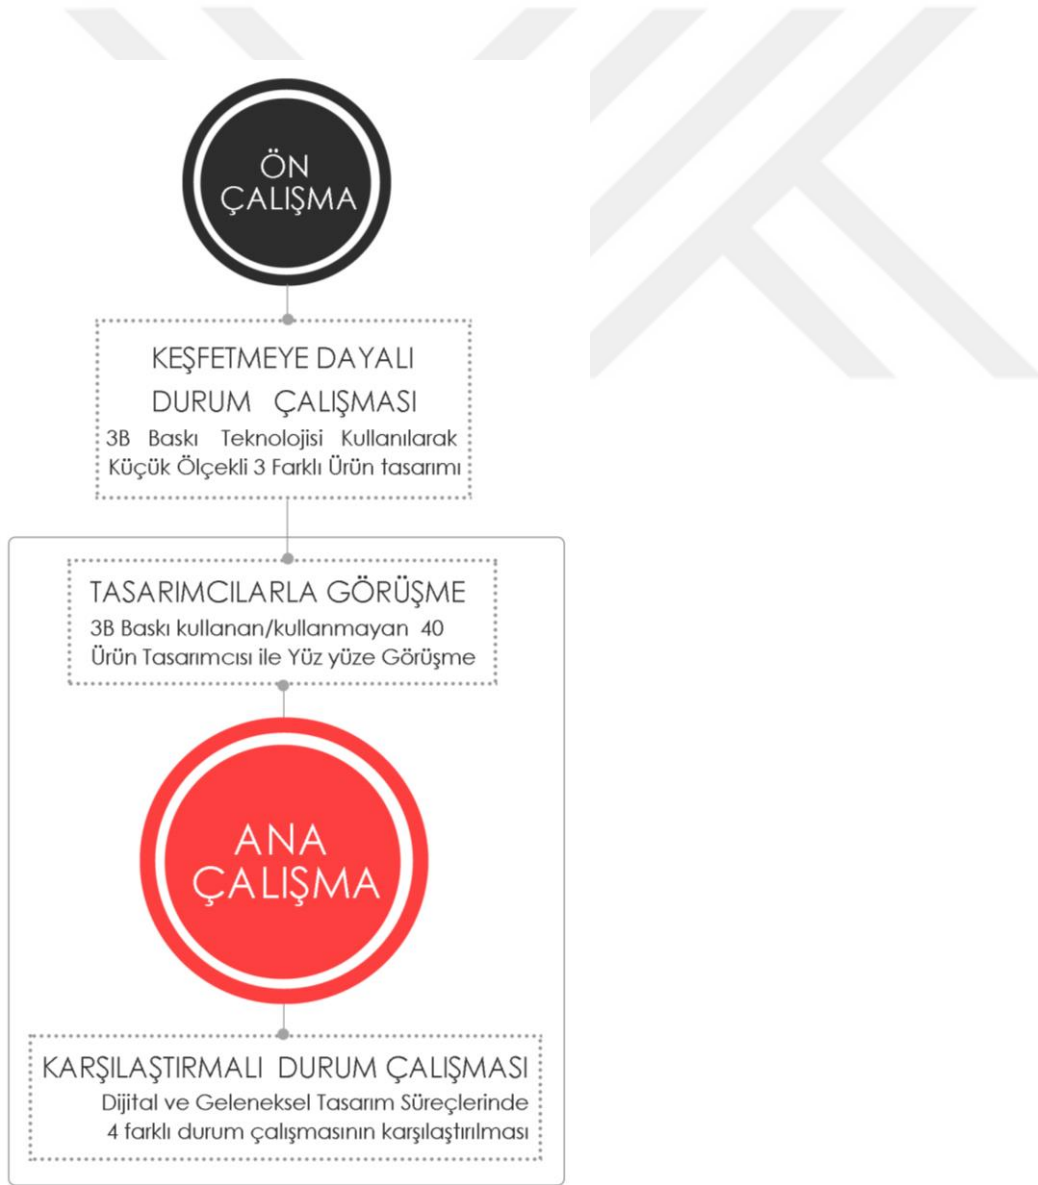 ÖN
ÇALIŞMA
KEŞFETMEYE DAYALI
DURUM ÇALIŞMASI
3B Baskı Teknolojisi Kullanılarak
Küçük Ölçekli 3 Farklı Ürün tasarımı
TASARIMCILARLA GÖRÜŞME
3B Baskı kullanan/kullanmayan 40
Ürün Tasarımcısı ile Yüz yüze Görüşme
ANA
ÇALIŞMA
KARŞILAŞTIRMALI DURUM ÇALIŞMASI
Dijital ve Geleneksel Tasarım Süreçlerinde
4 farklı durum çalışmasının karşılaştırılması